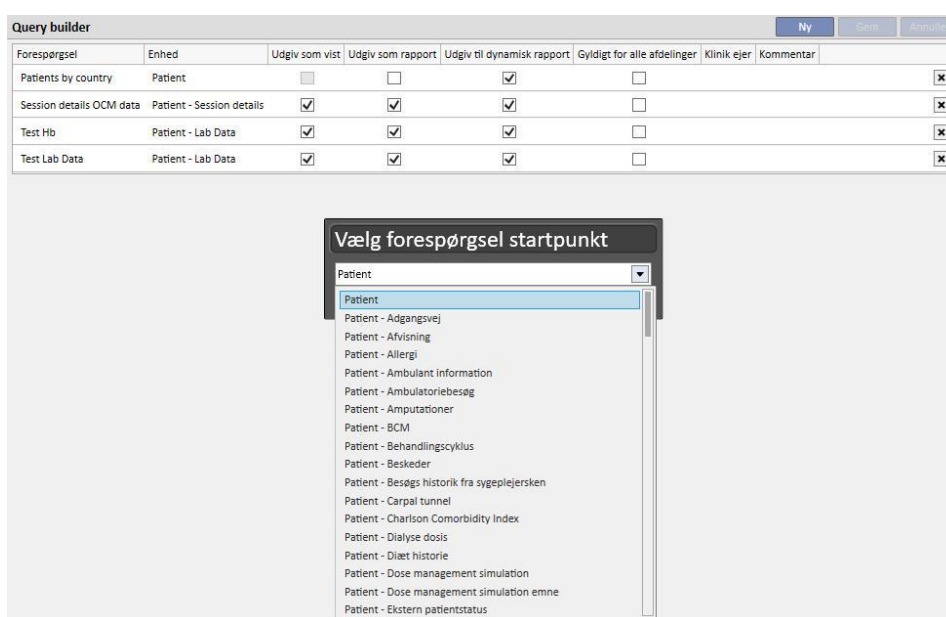 Query builder Ny Gem
Forespørgsel Enhed Udgiv som vist Udgiv som rapport Udgiv til dynamisk rapport Gyldigt for alle afdelinger Klinik ejer Kommentar
Patients by country Patient
Session details OCM data Patient - Session details
Test Hb Patient - Lab Data
Test Lab Data Patient - Lab Data
Vælg forespørgsel startpunkt
Patient
Patient
Patient - Adgangsvej
Patient - Afvisning
Patient - Allergi
Patient - Ambulant information
Patient - Ambulatoriebesøg
Patient - Amputationer
Patient - BCM
Patient - Behandlingscyklus
Patient - Beskeder
Patient - Besøgs historik fra sygeplejersken
Patient - Carpal tunnel
Patient - Charlson Comorbidity Index
Patient - Dialyse dosis
Patient - Diæt historie
Patient - Dose management simulation
Patient - Dose management simulation emne
Patient - Ekstern patientstatus